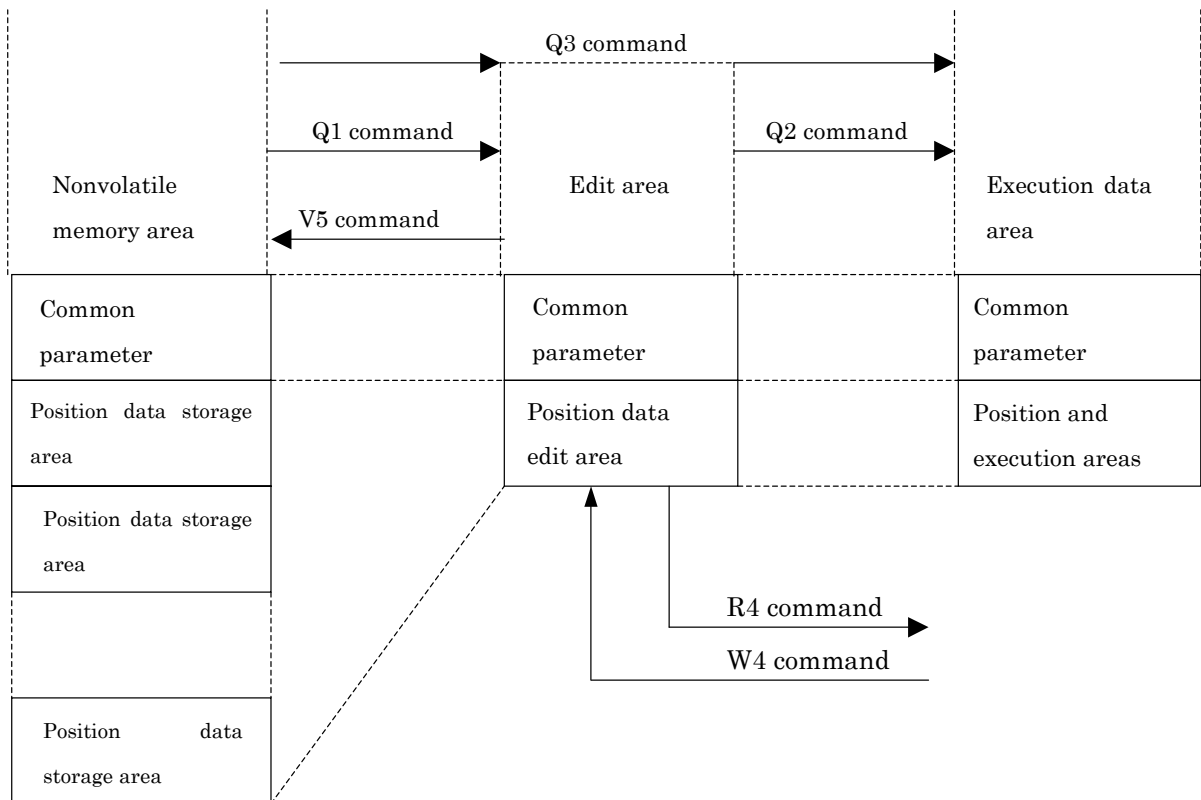 Q3 command
Q1 command
Q2 command
Nonvolatile
memory area
Edit area
Execution data
area
V5 command
Common
parameter
Common
parameter
Common
parameter
Position data storage
area
Position data
edit area
Position and
execution areas
Position data storage
area
R4 command
W4 command
Position data
storage area